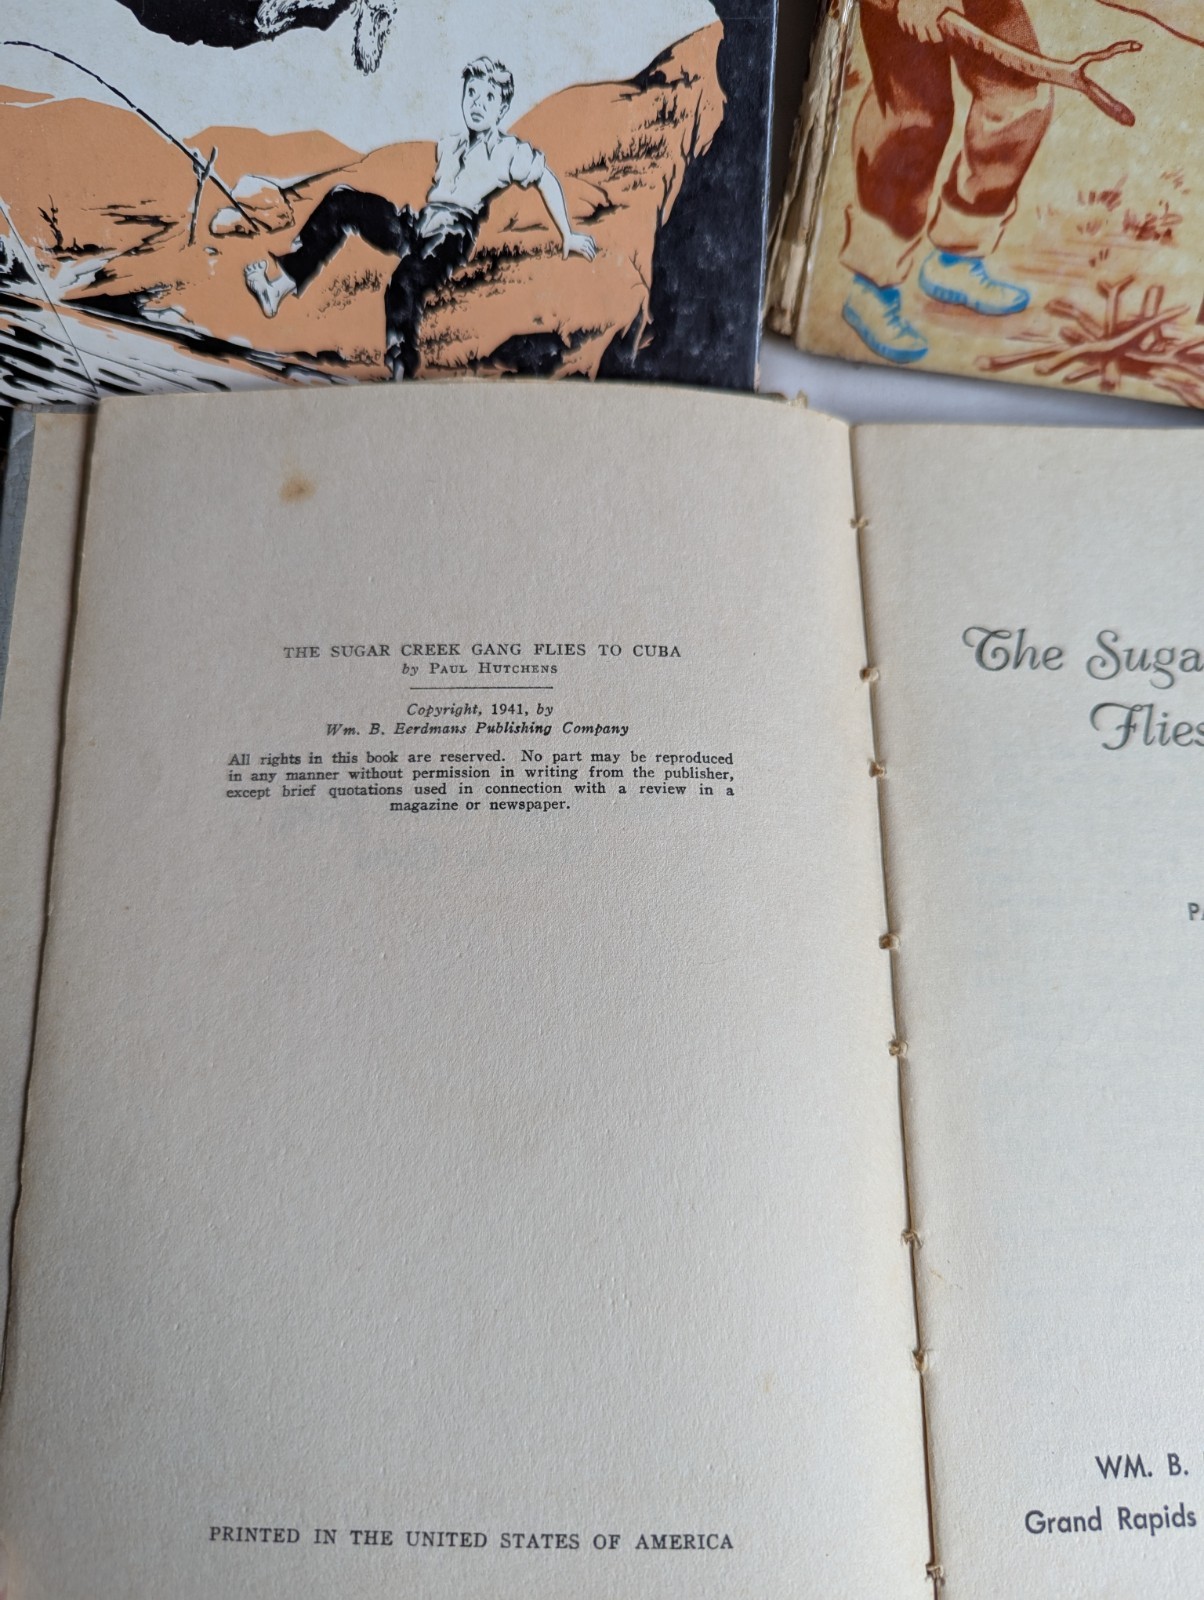 THE SUGAR CREEK GANG FLIES TO CUBA
by PAUL HUTCHENS
Copyright, 1941, by
Wm. B. Eerdmans Publishing Company
All rights in this book are reserved. No part may be reproduced
in any manner without permission in writing from the publisher,
except brief quotations used in connection with a review in a
magazine or newspaper.
PRINTED IN THE UNITED STATES OF AMERICA
The Suga
Flies
PA
WM. B.
Grand Rapids